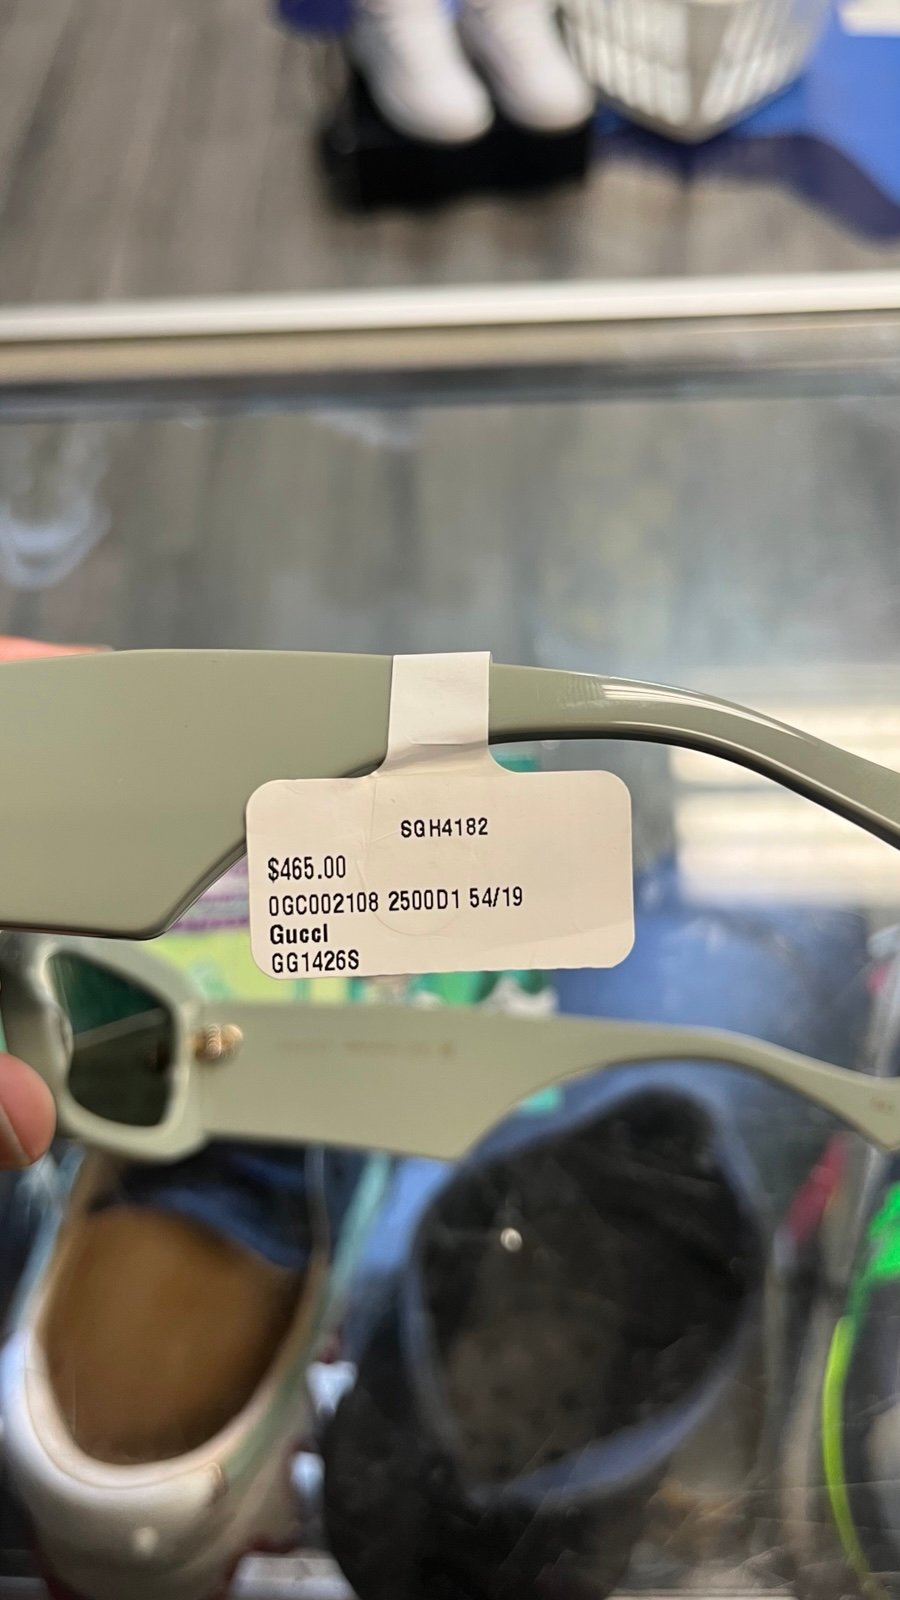 SGH4182
$465.00
0GC002108 2500D1 54/19
Gucci
GG1426S